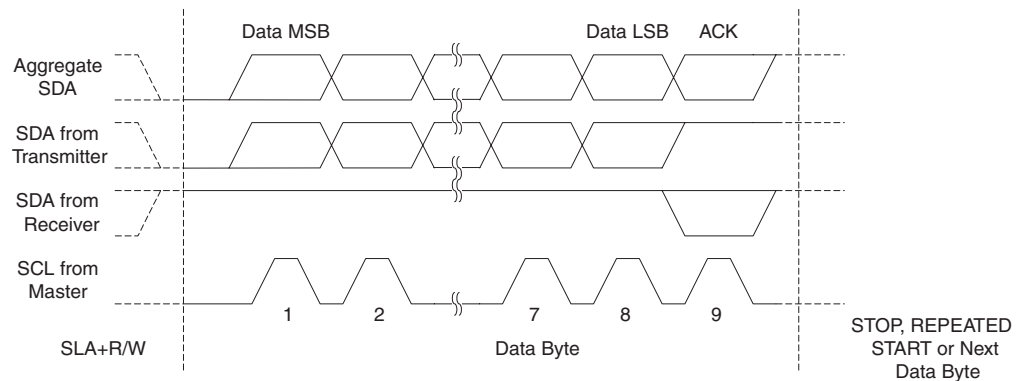 Data MSB
Data LSB
ACK
Aggregate
SDA
SDA from
Transmitter
SDA from
Receiver
SCL from
Master
1
2
7
8
9
SLA+R/W
Data Byte
STOP, REPEATED
START or Next
Data Byte